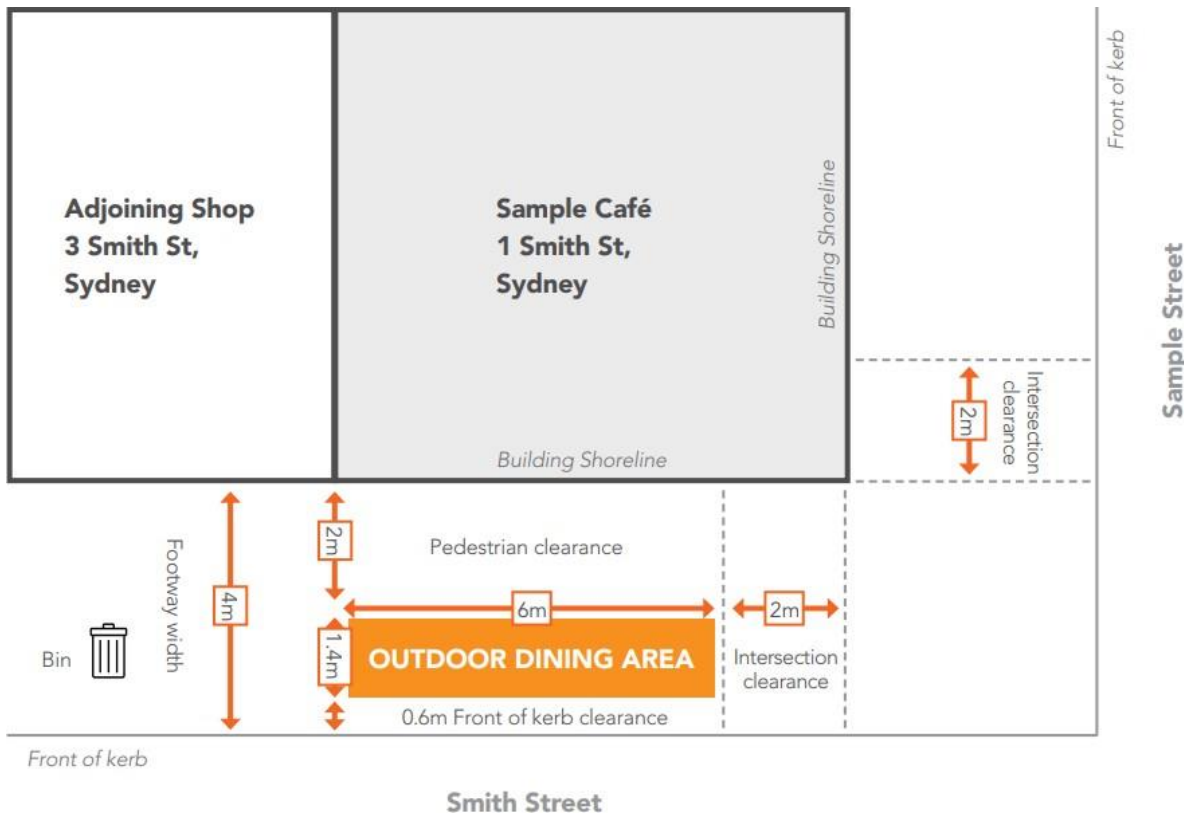 Front of kerb
Adjoining Shop
3 Smith St,
Sydney
Sample Café
1 Smith St,
Sydney
Building Shoreline
Sample Street
Intersection
clearance
2m
Building Shoreline
Footway width
4m
2m
Pedestrian clearance
6m
2m
Bin
1.4m
OUTDOOR DINING AREA
Intersection
clearance
0.6m Front of kerb clearance
Front of kerb
Smith Street